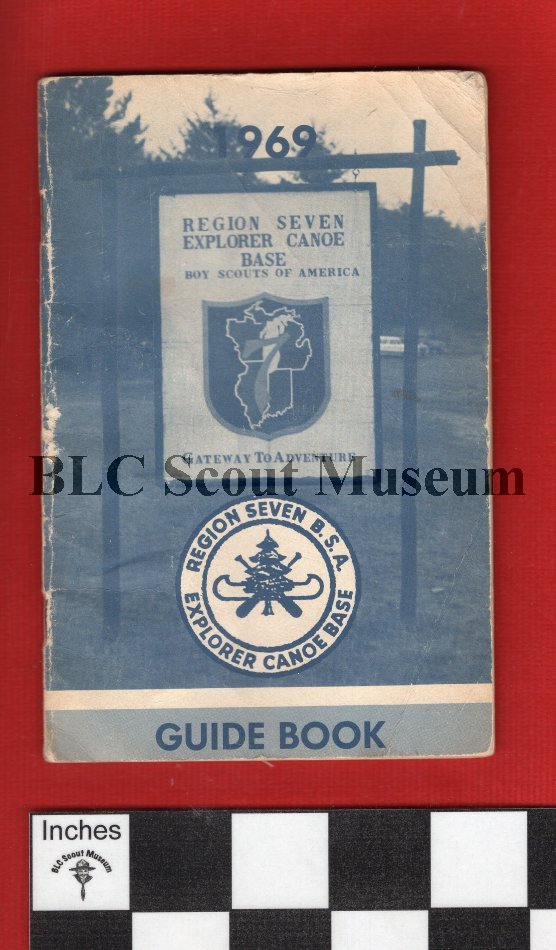 1969
REGION SEVEN
EXPLORER CANOE
BASE
BOY SCOUTS OF AMERICA
7
GATEWAY TO ADVENTURE
BLC Scout Museum
REGION SEVEN B.S.A.
EXPLORER CANOE BASE
GUIDE BOOK
Inches
BLC Scout Museum